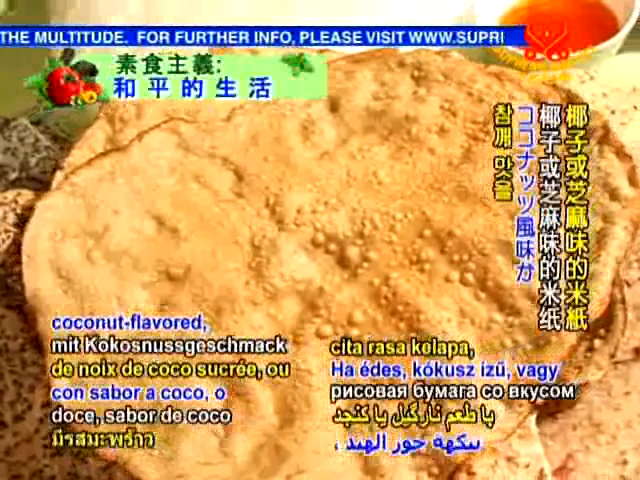 THE MULTITUDE. FOR FURTHER INFO, PLEASE VISIT WWW.SUPR
素食主義:
和平的生活
椰子或芝麻味的米紙
椰子或芝麻味的米纸
ココナッツ風味か
참깨 맛을
coconut-flavored,
mit Kokosnussgeschmack
de noix de coco sucrée, ou
con sabor a coco, o
doce, sabor de coco
มีรสมะพร้าว
cita rasa kelapa,
Ha édes, kókusz ízű, vagy
рисовая бумага со вкусом
با طعم نارگیل یا کنجد
بنكهة جوز الهند ،